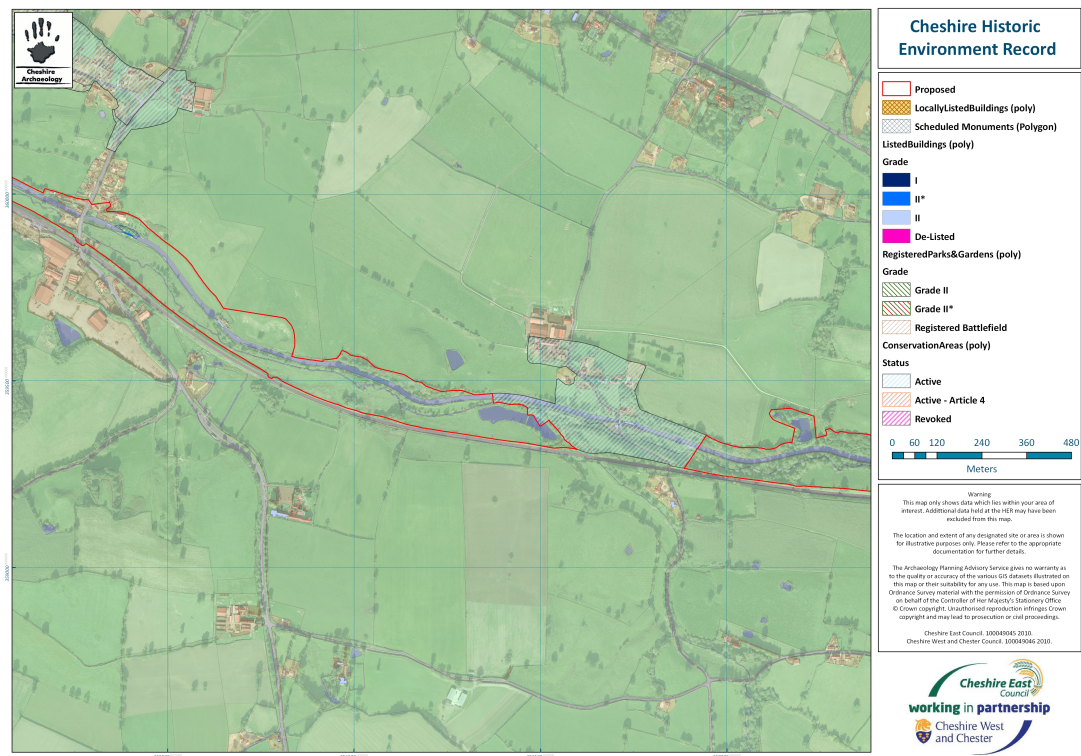 Cheshire
Archaeology
Cheshire Historic
Environment Record
Proposed
LocallyListedBuildings (poly)
Scheduled Monuments (Polygon)
ListedBuildings (poly)
Grade
I
II*
II
De-Listed
RegisteredParks&Gardens (poly)
Grade
Grade II
Grade II*
Registered Battlefield
ConservationAreas (poly)
Status
Active
Active - Article 4
Revoked
0 60 120 240 360 480
Meters
Warning
This map only shows data which lies within your area of
interest. Addditional data held at the HER may have been
excluded from this map.
The location and extent of any designated site or area is shown
for illustrative purposes only. Please refer to the appropriate
documentation for further details.
The Archaeology Planning Advisory Service gives no warranty as
to the quality or accuracy of the various GIS datasets illustrated on
this map or their suitability for any use. This map is based upon
Ordnance Survey material with the permission of Ordnance Survey
on behalf of the Controller of Her Majesty's Stationery Office
© Crown copyright. Unauthorised reproduction infringes Crown
copyright and may lead to prosecution or civil proceedings.
Cheshire East Council. 100049045 2010.
Cheshire West and Chester Council. 100049046 2010.
Cheshire East
Council
working in partnership
Cheshire West
and Chester